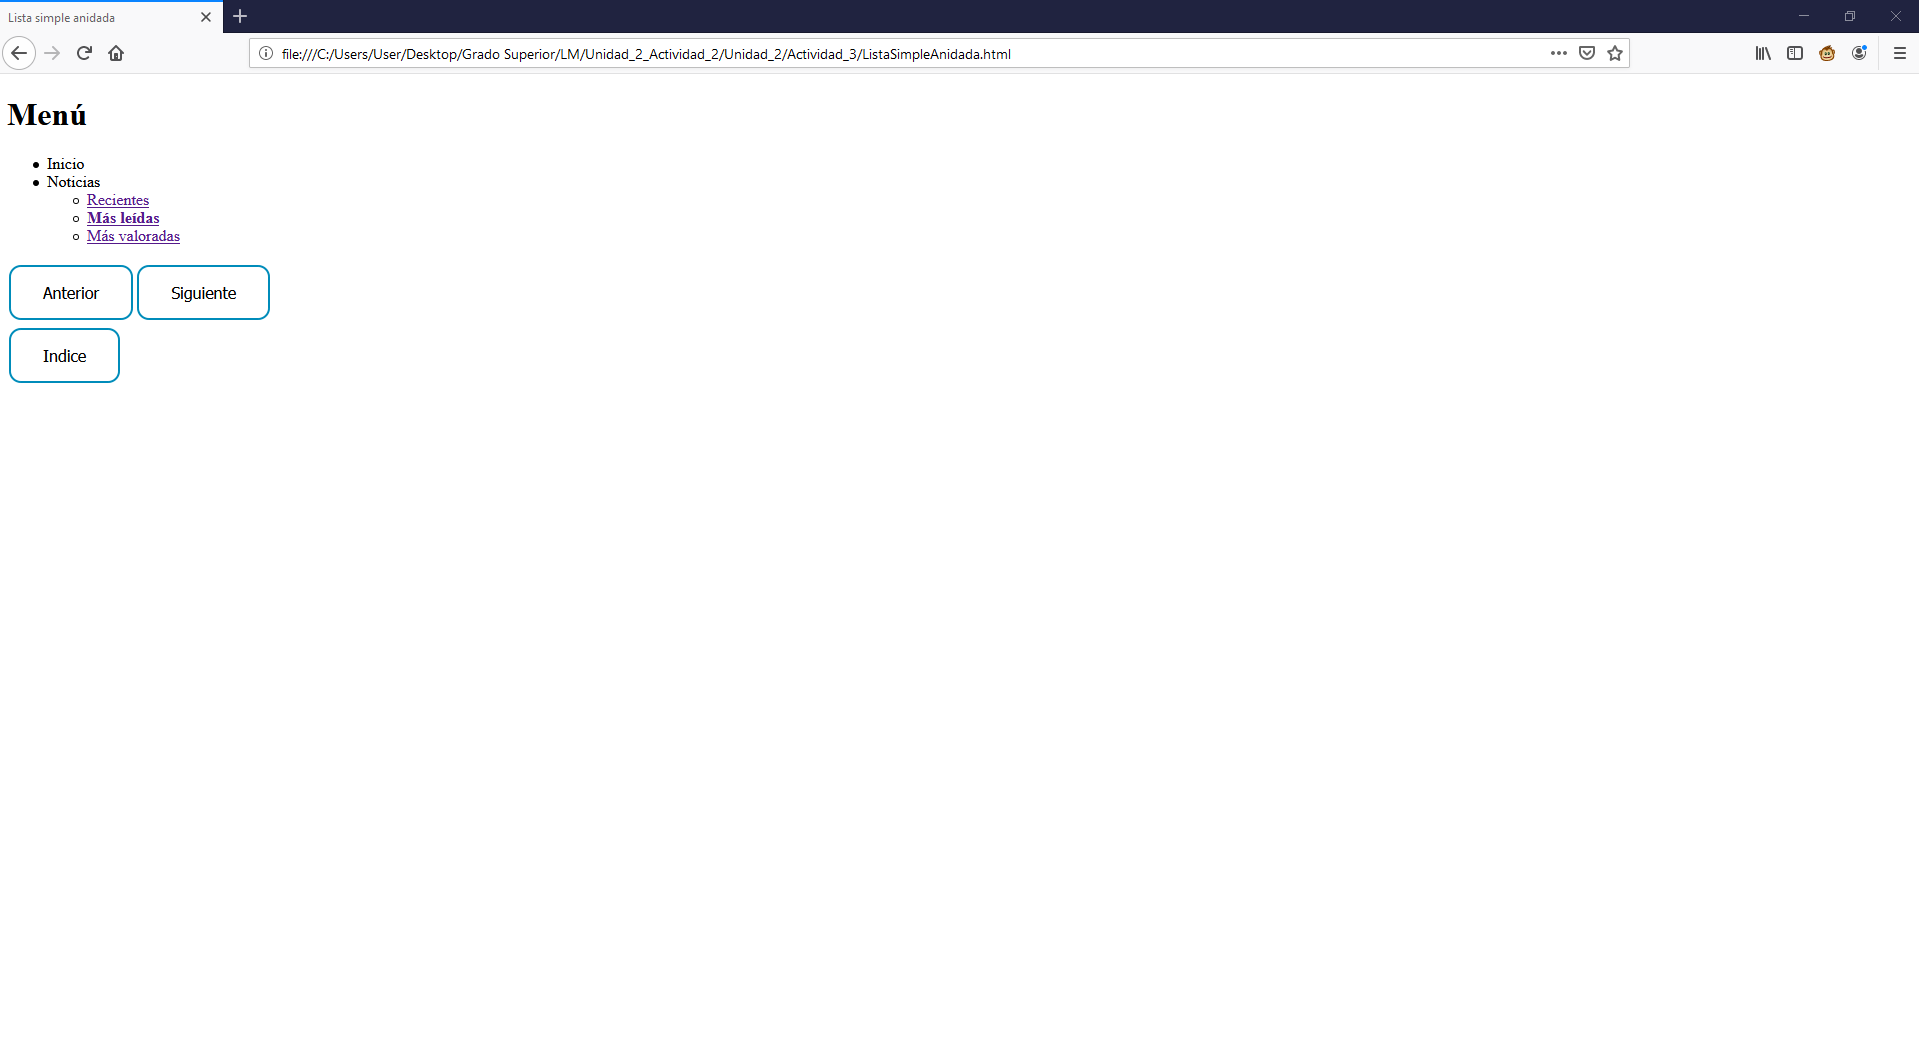 Lista simple anidada
file:///C:/Users/User/Desktop/Grado Superior/LM/Unidad_2_Actividad_2/Unidad_2/Actividad_3/ListaSimpleAnidada.html
Menú
Inicio
Noticias
Recientes
Más leídas
Más valoradas
Anterior Siguiente
Indice